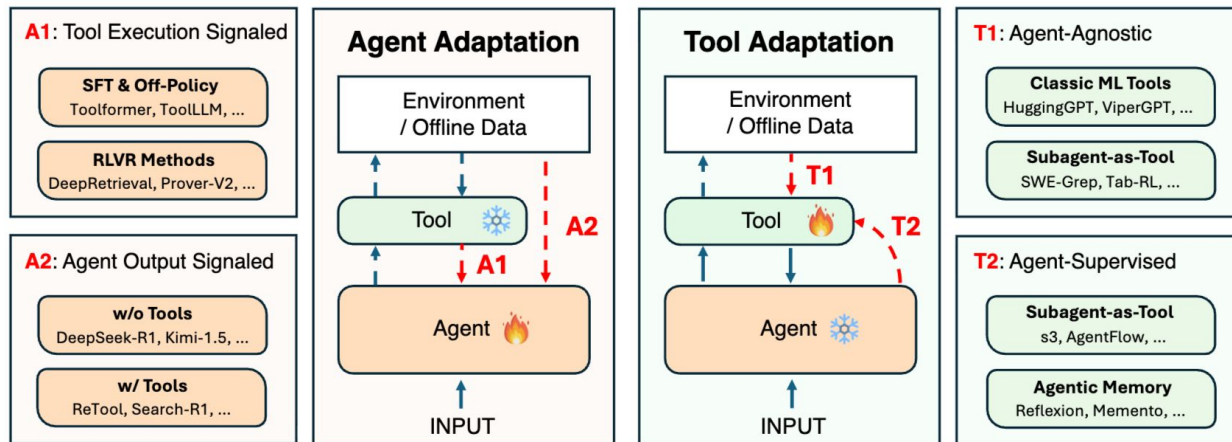 A1: Tool Execution Signaled
SFT & Off-Policy
Toolformer, ToolLLM, ...
RLVR Methods
DeepRetrieval, Prover-V2, ...
A2: Agent Output Signaled
w/o Tools
DeepSeek-R1, Kimi-1.5, ...
w/ Tools
ReTool, Search-R1, ...
Agent Adaptation
Environment
/ Offline Data
Tool
A1
A2
Agent
INPUT
Tool Adaptation
Environment
/ Offline Data
T1
Tool
T2
Agent
INPUT
T1: Agent-Agnostic
Classic ML Tools
HuggingGPT, ViperGPT, ...
Subagent-as-Tool
SWE-Grep, Tab-RL, ...
T2: Agent-Supervised
Subagent-as-Tool
s3, AgentFlow, ...
Agentic Memory
Reflexion, Memento, ...